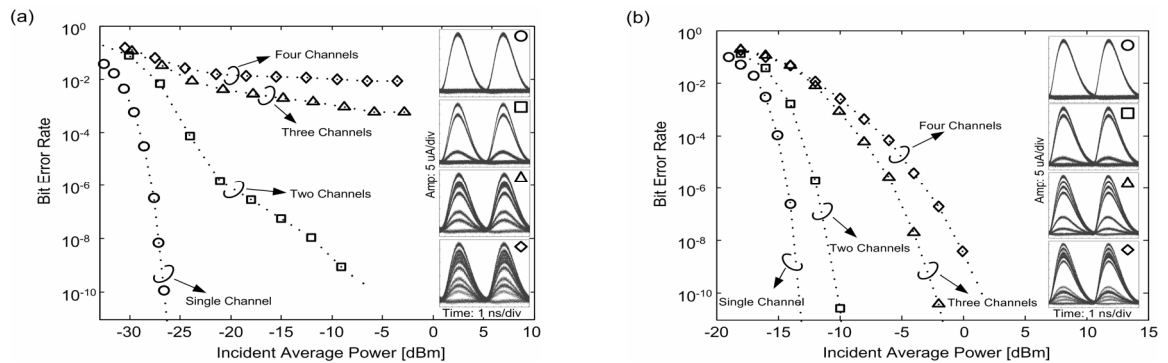 (a)
10^0
10^-2
10^-4
10^-6
10^-8
10^-10
Bit Error Rate
Four Channels
Three Channels
Two Channels
Single Channel
Amp: 5 uA/div
Time: 1 ns/div
-30
-25
-20
-15
-10
-5
0
5
10
Incident Average Power [dBm]
(b)
10^0
10^-2
10^-4
10^-6
10^-8
10^-10
Bit Error Rate
Four Channels
Two Channels
Single Channel
Three Channels
Amp: 5 uA/div
Time: 1 ns/div
-20
-15
-10
-5
0
5
10
15
Incident Average Power [dBm]